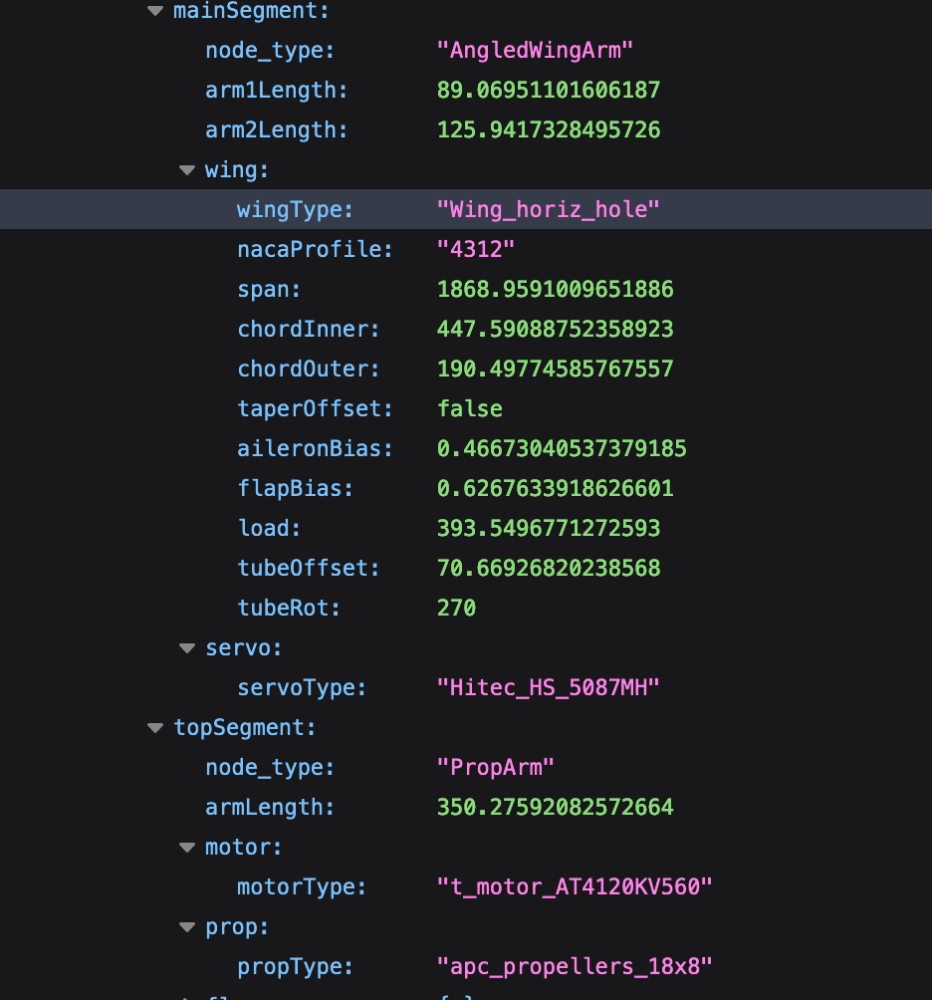 mainSegment:
node_type: "AngledWingArm"
arm1Length: 89.06951101606187
arm2Length: 125.9417328495726
wing:
wingType: "Wing_horiz_hole"
nacaProfile: "4312"
span: 1868.9591009651886
chordInner: 447.59088752358923
chordOuter: 190.49774585767557
taperOffset: false
aileronBias: 0.46673040537379185
flapBias: 0.6267633918626601
load: 393.5496771272593
tubeOffset: 70.66926820238568
tubeRot: 270
servo:
servoType: "Hitec_HS_5087MH"
topSegment:
node_type: "PropArm"
armLength: 350.27592082572664
motor:
motorType: "t_motor_AT4120KV560"
prop:
propType: "apc_propellers_18x8"